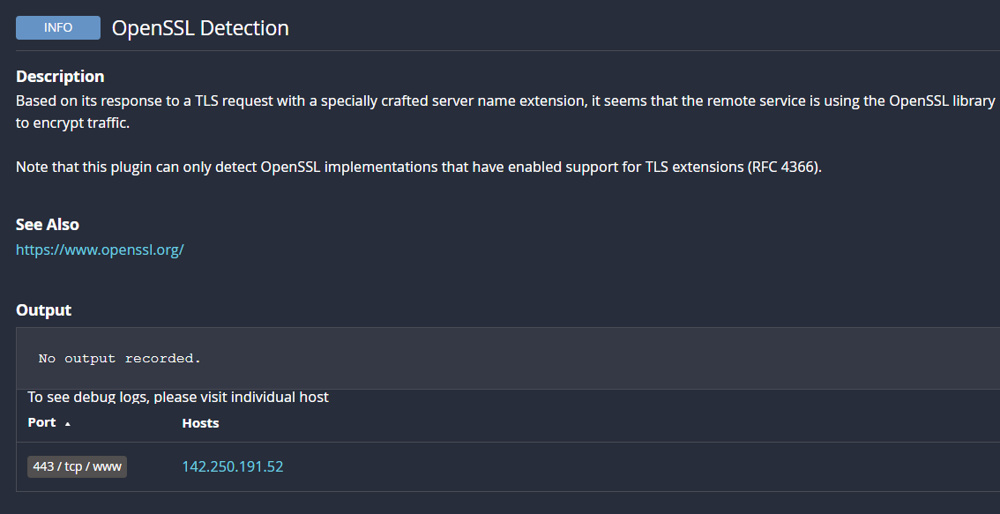 INFO OpenSSL Detection
Description
Based on its response to a TLS request with a specially crafted server name extension, it seems that the remote service is using the OpenSSL library
to encrypt traffic.
Note that this plugin can only detect OpenSSL implementations that have enabled support for TLS extensions (RFC 4366).
See Also
https://www.openssl.org/
Output
No output recorded.
To see debug logs, please visit individual host
Port ▲ Hosts
443 / tcp / www 142.250.191.52